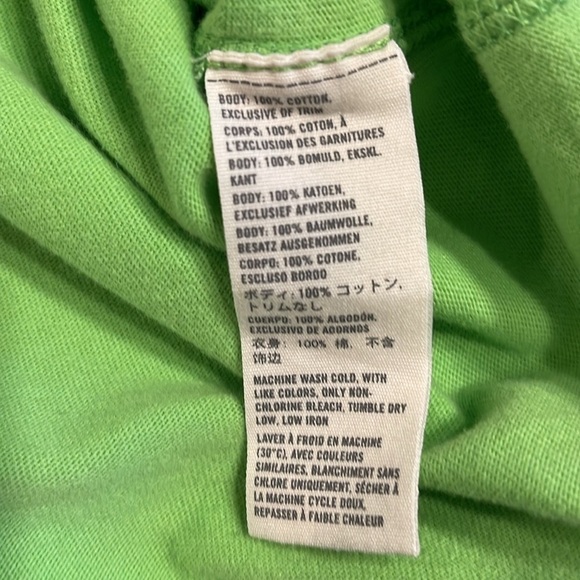 BODY: 100% COTTON,
EXCLUSIVE OF TRIM
CORPS: 100% COTON, À
L'EXCLUSION DES GARNITURES
BODY: 100% BOMULD, EKSKL.
KANT
BODY: 100% KATOEN,
EXCLUSIEF AFWERKING
BODY: 100% BAUMWOLLE,
BESATZ AUSGENOMMEN
CORPO: 100% COTONE,
ESCLUSO BORDO
ボディ: 100% コットン,
トリムなし
CUERPO: 100% ALGODÓN,
EXCLUSIVO DE ADORNOS
衣身: 100% 棉, 不含
饰边
MACHINE WASH COLD, WITH
LIKE COLORS, ONLY NON-
CHLORINE BLEACH, TUMBLE DRY
LOW, LOW IRON
LAVER À FROID EN MACHINE
(30°C), AVEC COULEURS
SIMILAIRES, BLANCHIMENT SANS
CHLORE UNIQUEMENT, SÉCHER À
LA MACHINE CYCLE DOUX,
REPASSER À FAIBLE CHALEUR